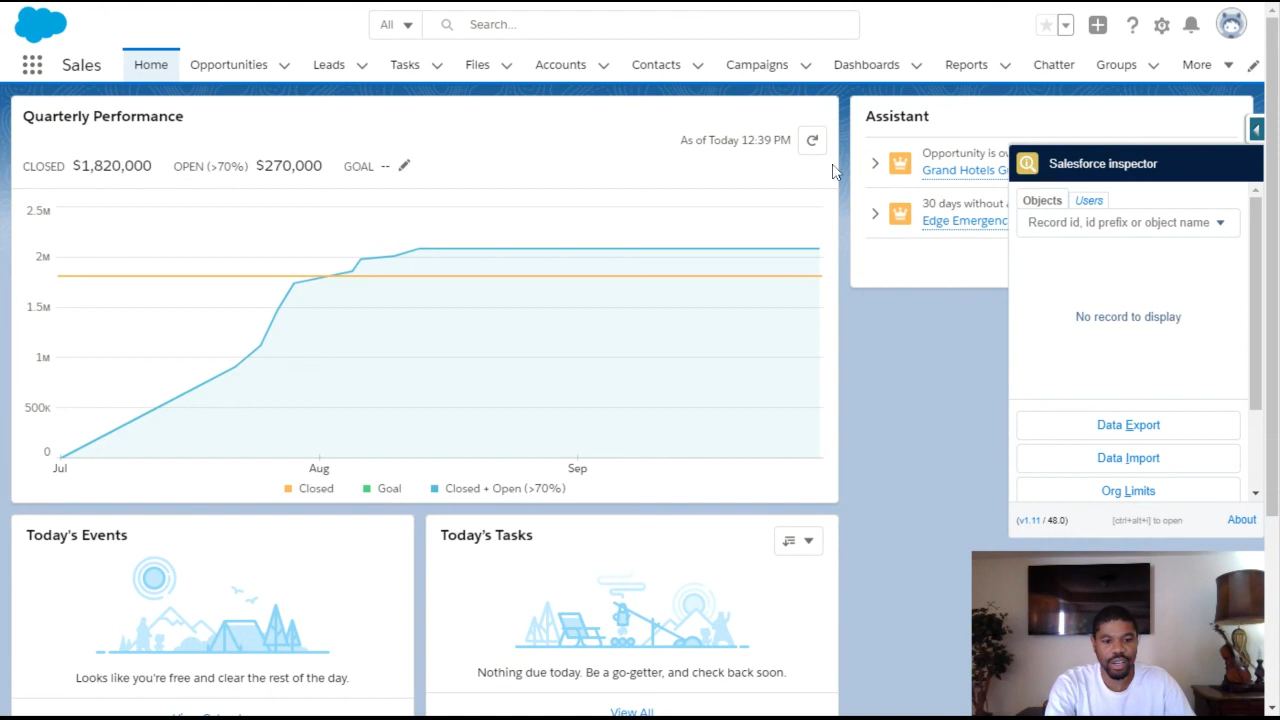 All
Search...
Sales
Home
Opportunities
Leads
Tasks
Files
Accounts
Contacts
Campaigns
Dashboards
Reports
Chatter
Groups
More
Quarterly Performance
As of Today 12:39 PM
CLOSED $1,820,000 OPEN (>70%) $270,000 GOAL --
2.5M
2M
1.5M
1M
500K
0
Jul
Aug
Sep
Closed
Goal
Closed + Open (>70%)
Assistant
Opportunity is ov
Grand Hotels G
30 days without
Edge Emergenc
Salesforce inspector
Objects
Users
Record id, id prefix or object name
No record to display
Data Export
Data Import
Org Limits
(v1.11 / 48.0)
[ctrl+alt+i] to open
About
Today's Events
Looks like you're free and clear the rest of the day.
Today's Tasks
Nothing due today. Be a go-getter, and check back soon.
View All